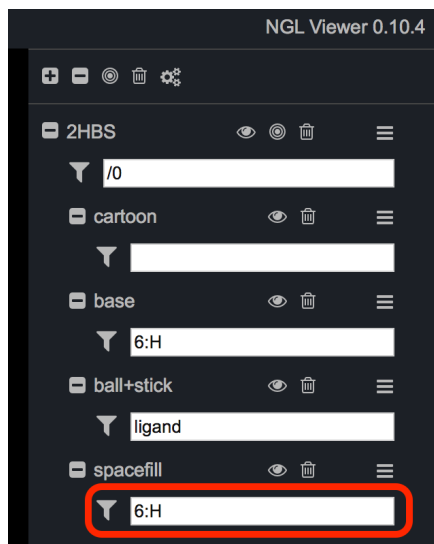 NGL Viewer 0.10.4
2HBS
/0
cartoon
base
6:H
ball+stick
ligand
spacefill
6:H